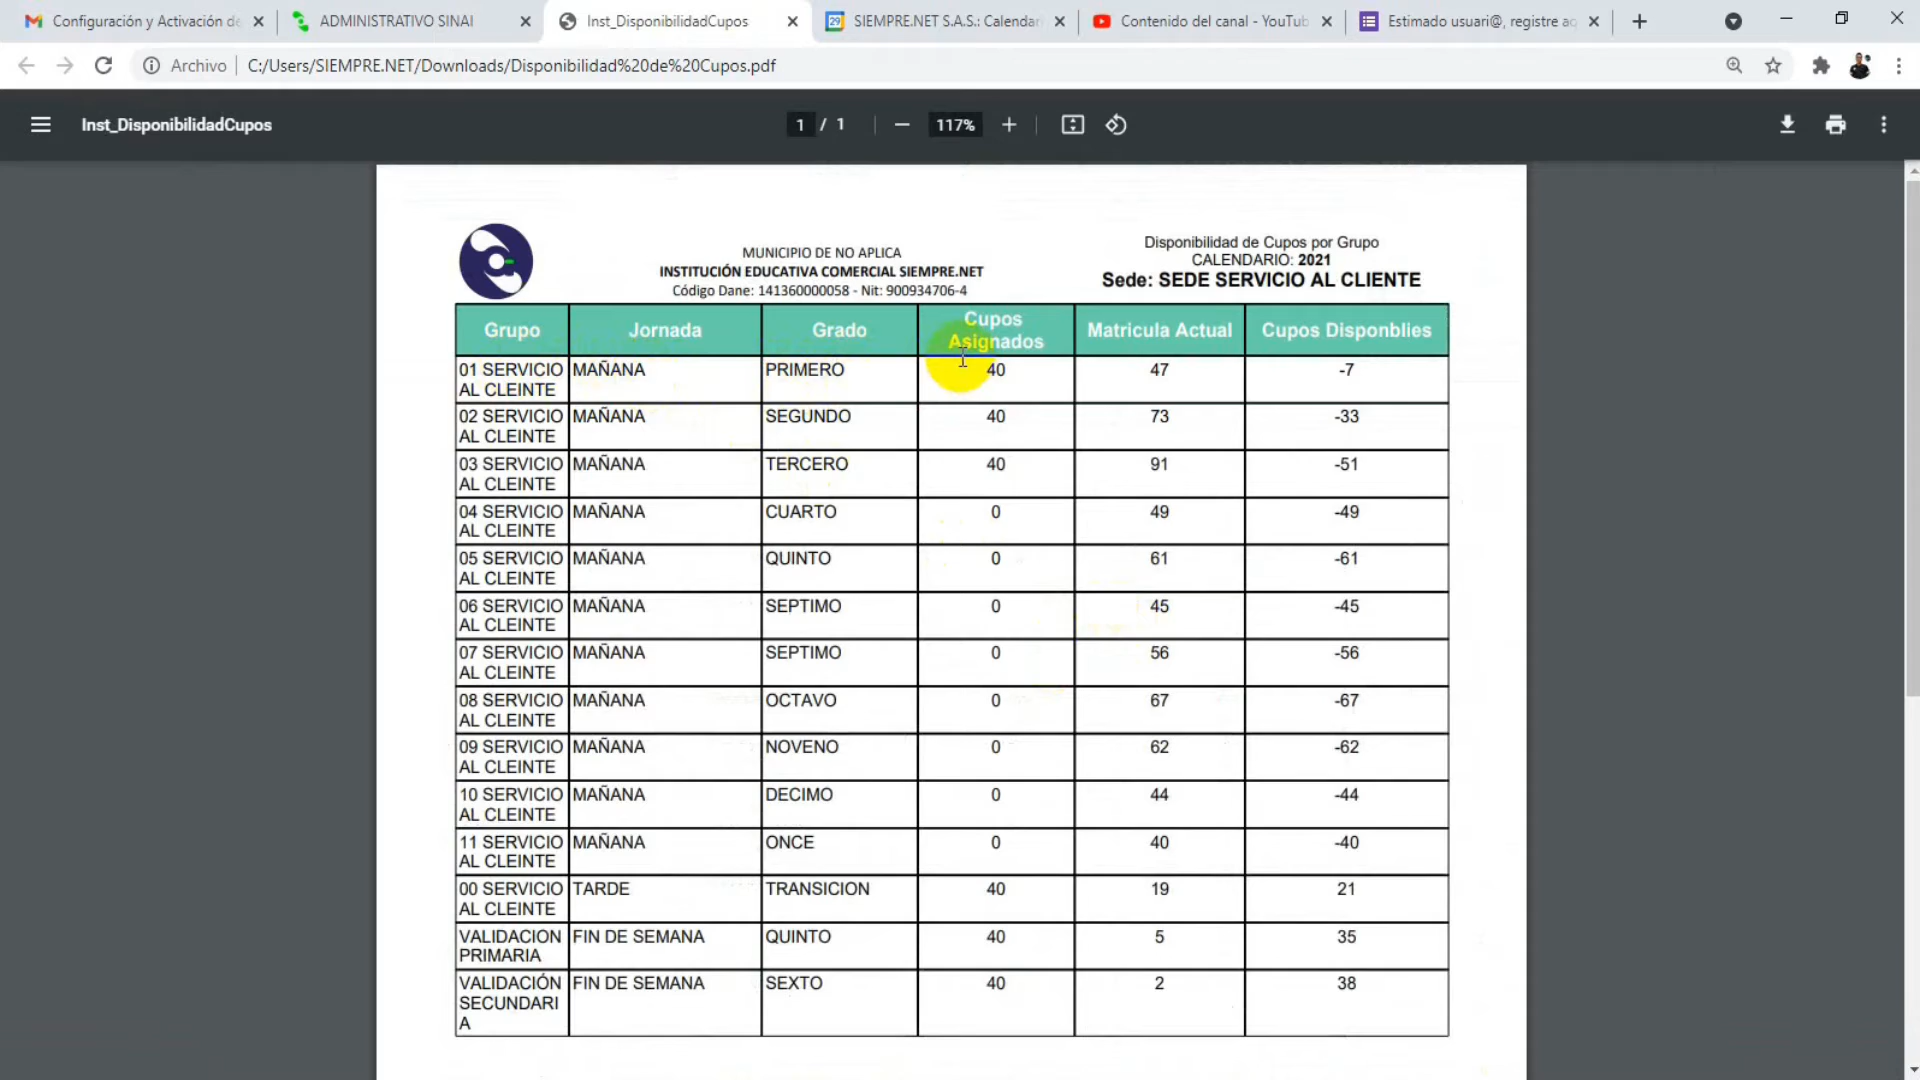 Configuración y Activación de
ADMINISTRATIVO SINAI
Inst_DisponibilidadCupos
SIEMPRE.NET S.A.S.: Calendari
Contenido del canal - YouTub
Estimado usuari@, registre aq
Archivo
C:/Users/SIEMPRE.NET/Downloads/Disponibilidad%20de%20Cupos.pdf
Inst_DisponibilidadCupos
1 / 1
117%
MUNICIPIO DE NO APLICA
INSTITUCIÓN EDUCATIVA COMERCIAL SIEMPRE.NET
Código Dane: 141360000058 - Nit: 900934706-4
Disponibilidad de Cupos por Grupo
CALENDARIO: 2021
Sede: SEDE SERVICIO AL CLIENTE
Grupo Jornada Grado Cupos Asignados Matricula Actual Cupos Disponblies
01 SERVICIO AL CLEINTE MAÑANA PRIMERO 40 47 -7
02 SERVICIO AL CLEINTE MAÑANA SEGUNDO 40 73 -33
03 SERVICIO AL CLEINTE MAÑANA TERCERO 40 91 -51
04 SERVICIO AL CLEINTE MAÑANA CUARTO 0 49 -49
05 SERVICIO AL CLEINTE MAÑANA QUINTO 0 61 -61
06 SERVICIO AL CLEINTE MAÑANA SEPTIMO 0 45 -45
07 SERVICIO AL CLEINTE MAÑANA SEPTIMO 0 56 -56
08 SERVICIO AL CLEINTE MAÑANA OCTAVO 0 67 -67
09 SERVICIO AL CLEINTE MAÑANA NOVENO 0 62 -62
10 SERVICIO AL CLEINTE MAÑANA DECIMO 0 44 -44
11 SERVICIO AL CLEINTE MAÑANA ONCE 0 40 -40
00 SERVICIO AL CLEINTE TARDE TRANSICION 40 19 21
VALIDACION PRIMARIA FIN DE SEMANA QUINTO 40 5 35
VALIDACIÓN SECUNDARIA FIN DE SEMANA SEXTO 40 2 38